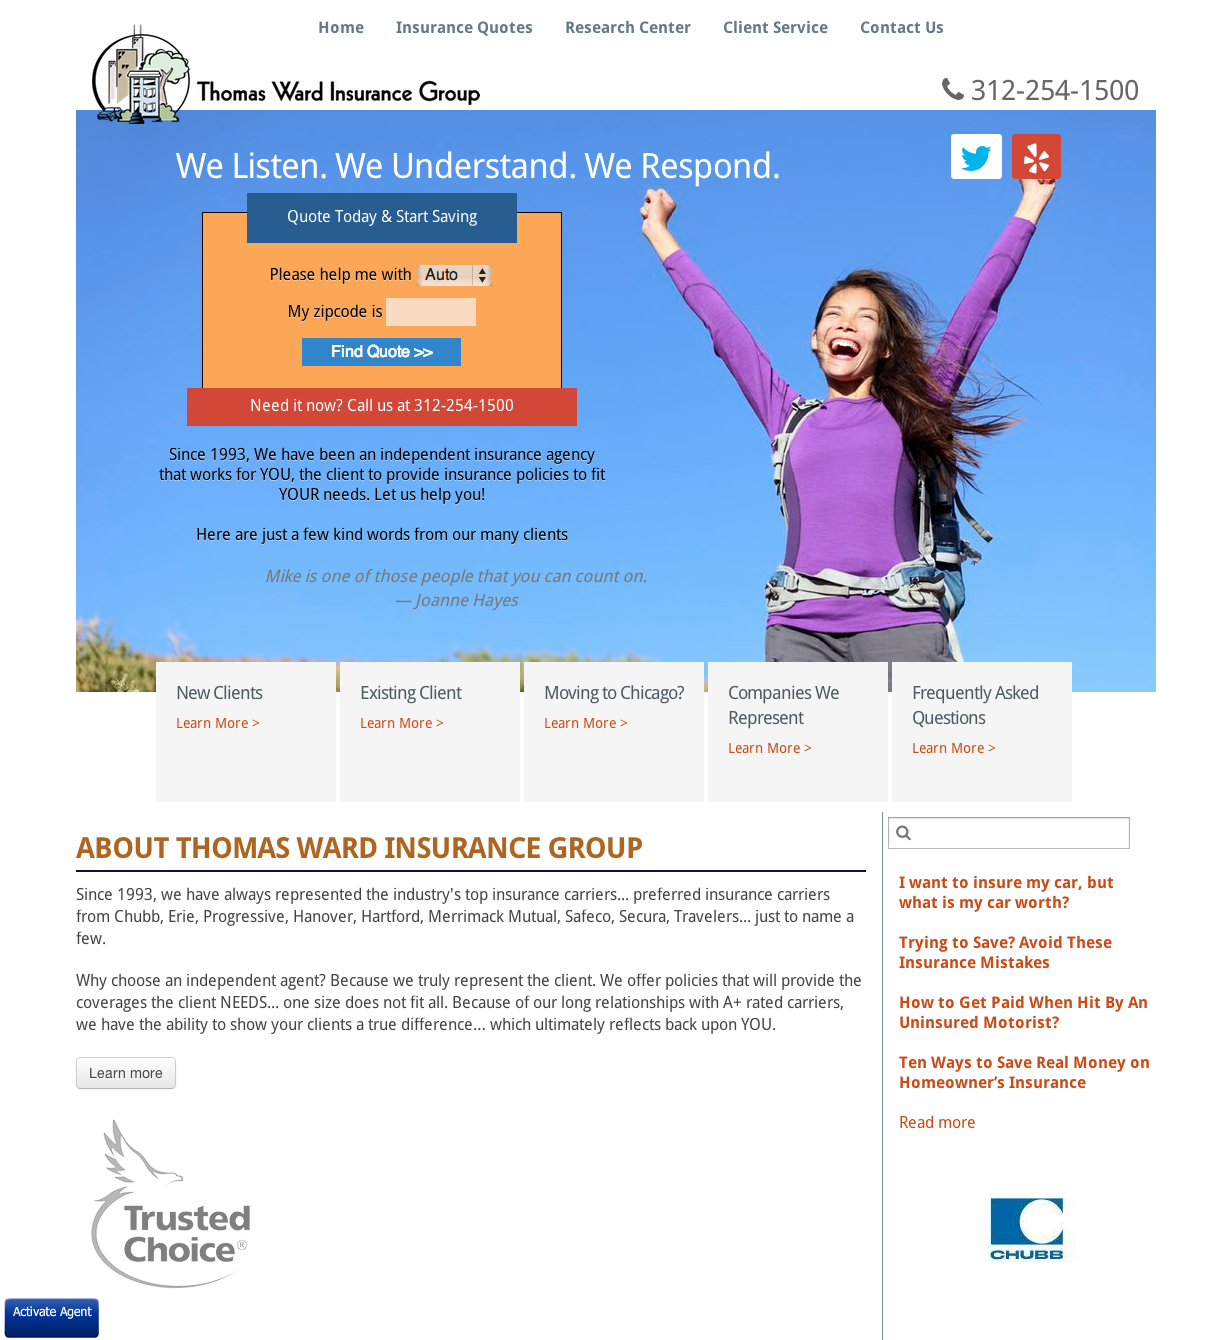 Home
Insurance Quotes
Research Center
Client Service
Contact Us
Thomas Ward Insurance Group
312-254-1500
We Listen. We Understand. We Respond.
Quote Today & Start Saving
Please help me with Auto
My zipcode is
Find Quote >>
Need it now? Call us at 312-254-1500
Since 1993, We have been an independent insurance agency
that works for YOU, the client to provide insurance policies to fit
YOUR needs. Let us help you!
Here are just a few kind words from our many clients
Mike is one of those people that you can count on.
— Joanne Hayes
New Clients
Learn More >
Existing Client
Learn More >
Moving to Chicago?
Learn More >
Companies We
Represent
Learn More >
Frequently Asked
Questions
Learn More >
ABOUT THOMAS WARD INSURANCE GROUP
Since 1993, we have always represented the industry's top insurance carriers... preferred insurance carriers
from Chubb, Erie, Progressive, Hanover, Hartford, Merrimack Mutual, Safeco, Secura, Travelers... just to name a
few.
Why choose an independent agent? Because we truly represent the client. We offer policies that will provide the
coverages the client NEEDS... one size does not fit all. Because of our long relationships with A+ rated carriers,
we have the ability to show your clients a true difference... which ultimately reflects back upon YOU.
Learn more
Trusted
Choice®
I want to insure my car, but
what is my car worth?
Trying to Save? Avoid These
Insurance Mistakes
How to Get Paid When Hit By An
Uninsured Motorist?
Ten Ways to Save Real Money on
Homeowner’s Insurance
Read more
CHUBB
Activate Agent